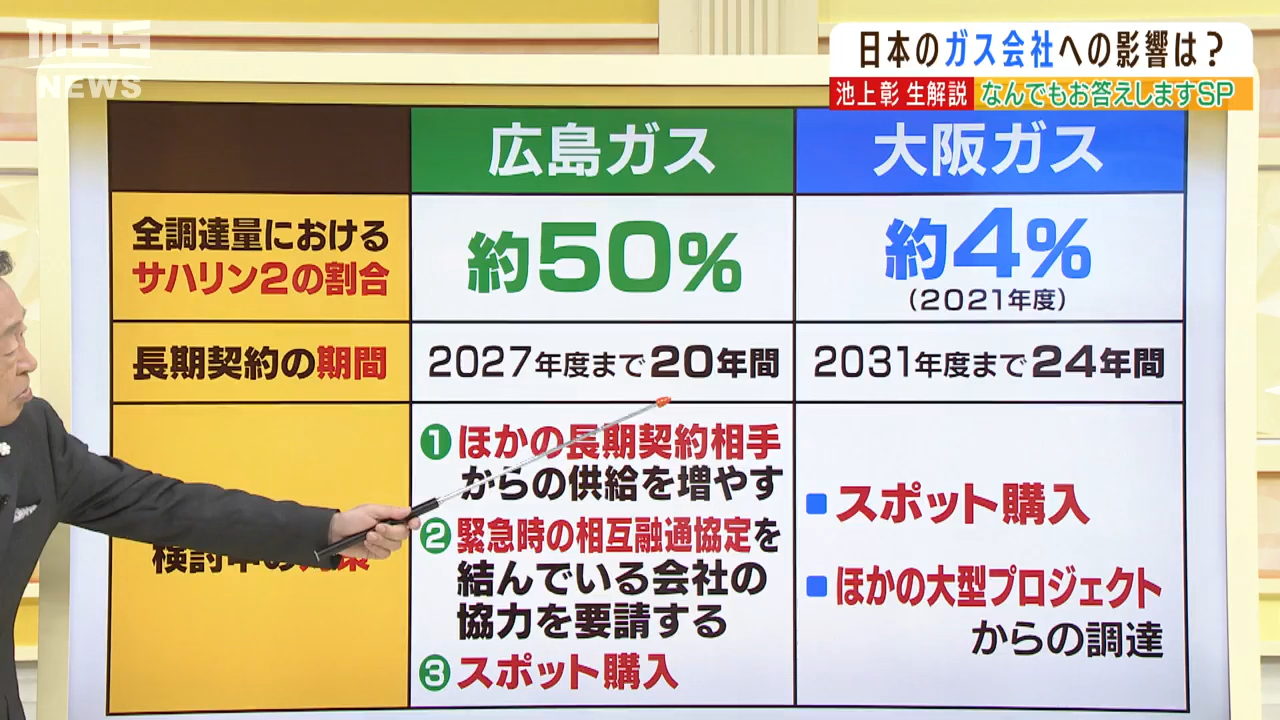 MBS
NEWS
日本のガス会社への影響は?
池上彰 生解説 なんでもお答えしますSP
広島ガス
大阪ガス
全調達量における
サハリン2の割合
約50%
約4%
(2021年度)
長期契約の期間
2027年度まで20年間
2031年度まで24年間
検討中の
①ほかの長期契約相手
からの供給を増やす
②緊急時の相互融通協定を
結んでいる会社の
協力を要請する
③スポット購入
■スポット購入
■ほかの大型プロジェクト
からの調達